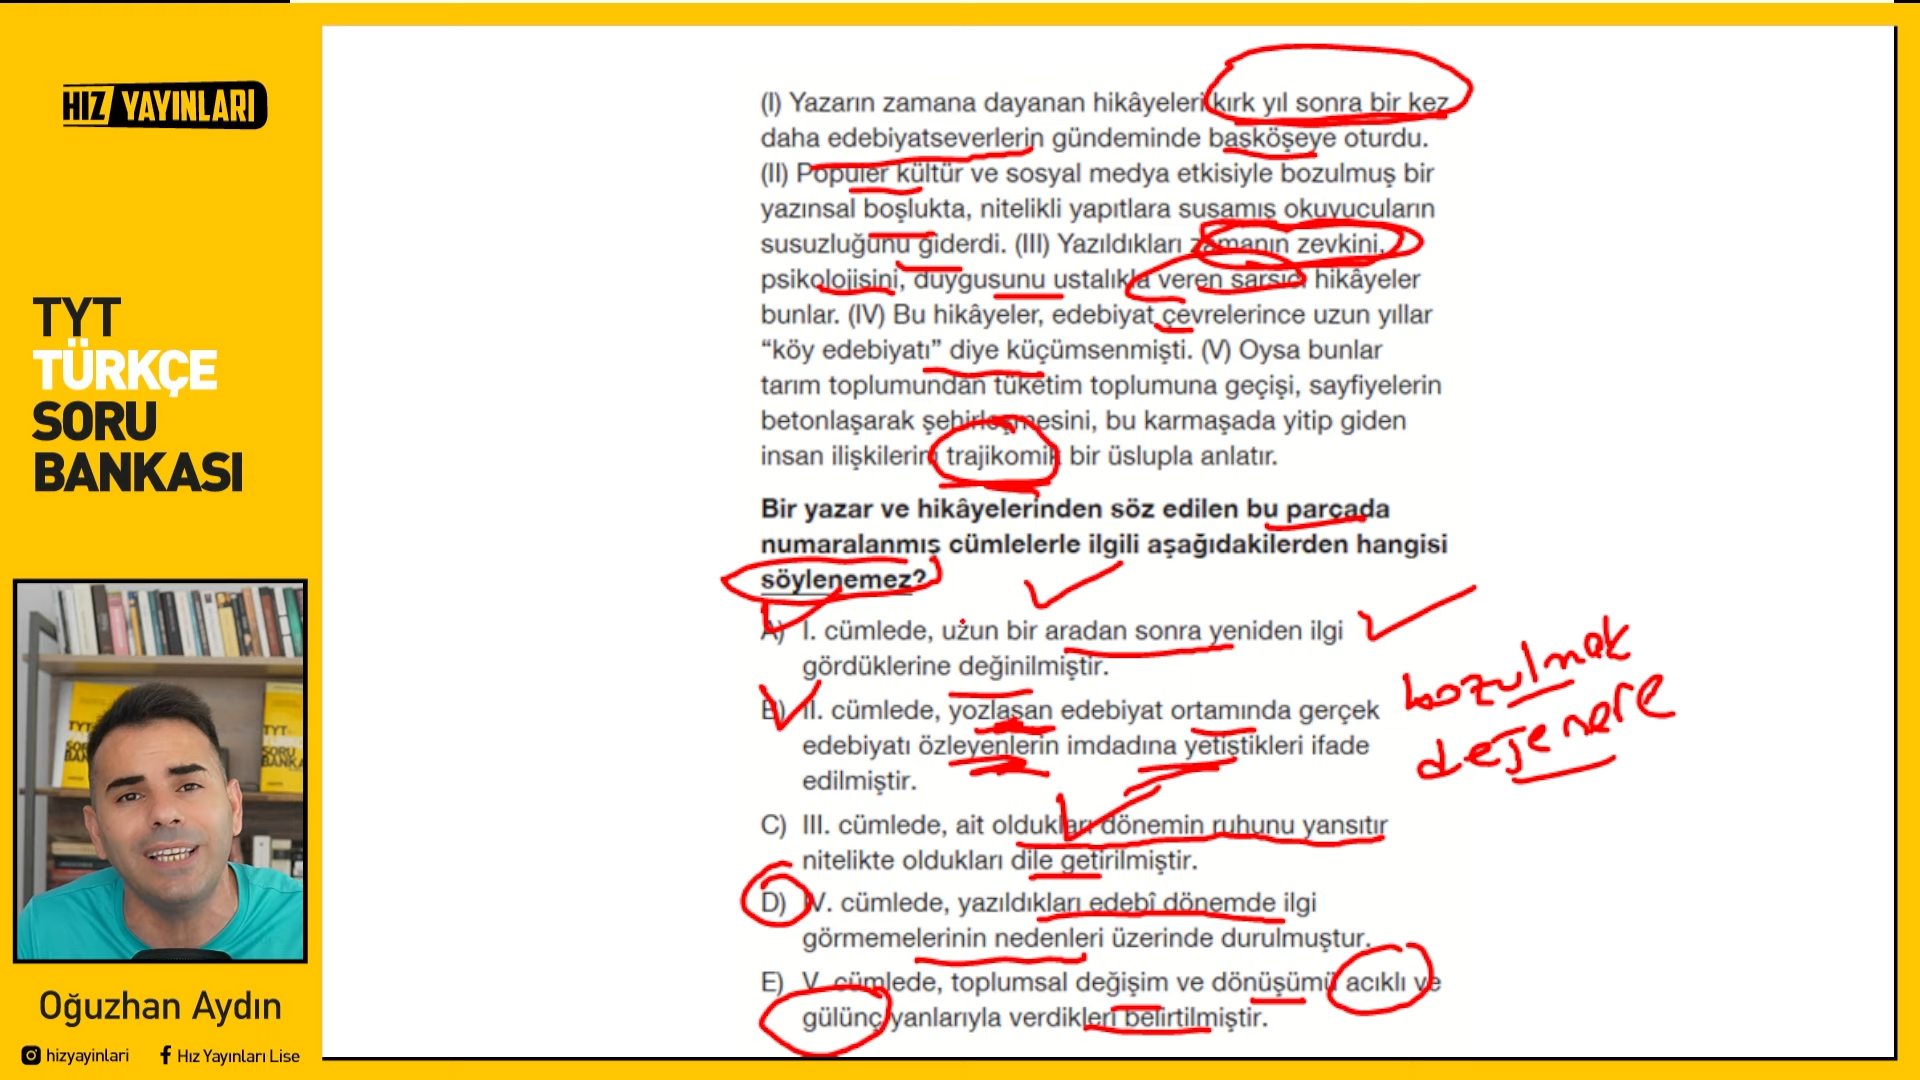 HIZ YAYINLARI
TYT
TÜRKÇE
SORU
BANKASI
Oğuzhan Aydın
hizyayinlari
Hız Yayınları Lise
(I) Yazarın zamana dayanan hikâyeleri kırk yıl sonra bir kez
daha edebiyatseverlerin gündeminde başköşeye oturdu.
(II) Popüler kültür ve sosyal medya etkisiyle bozulmuş bir
yazınsal boşlukta, nitelikli yapıtlara susamış okuyucuların
susuzluğunu giderdi. (III) Yazıldıkları zamanın zevkini,
psikolojisini, duygusunu ustalıkla veren sarsıcı hikâyeler
bunlar. (IV) Bu hikâyeler, edebiyat çevrelerince uzun yıllar
“köy edebiyatı” diye küçümsenmişti. (V) Oysa bunlar
tarım toplumundan tüketim toplumuna geçişi, sayfiyelerin
betonlaşarak şehirleşmesini, bu karmaşada yitip giden
insan ilişkilerini trajikomik bir üslupla anlatır.
Bir yazar ve hikâyelerinden söz edilen bu parçada
numaralanmış cümlelerle ilgili aşağıdakilerden hangisi
söylenemez?
A) I. cümlede, uzun bir aradan sonra yeniden ilgi
gördüklerine değinilmiştir.
B) II. cümlede, yozlaşan edebiyat ortamında gerçek
edebiyatı özleyenlerin imdadına yetiştikleri ifade
edilmiştir.
C) III. cümlede, ait oldukları dönemin ruhunu yansıtır
nitelikte oldukları dile getirilmiştir.
D) IV. cümlede, yazıldıkları edebî dönemde ilgi
görmemelerinin nedenleri üzerinde durulmuştur.
E) V. cümlede, toplumsal değişim ve dönüşümü acıklı ve
gülünç yanlarıyla verdikleri belirtilmiştir.
bozulmak
dejenere